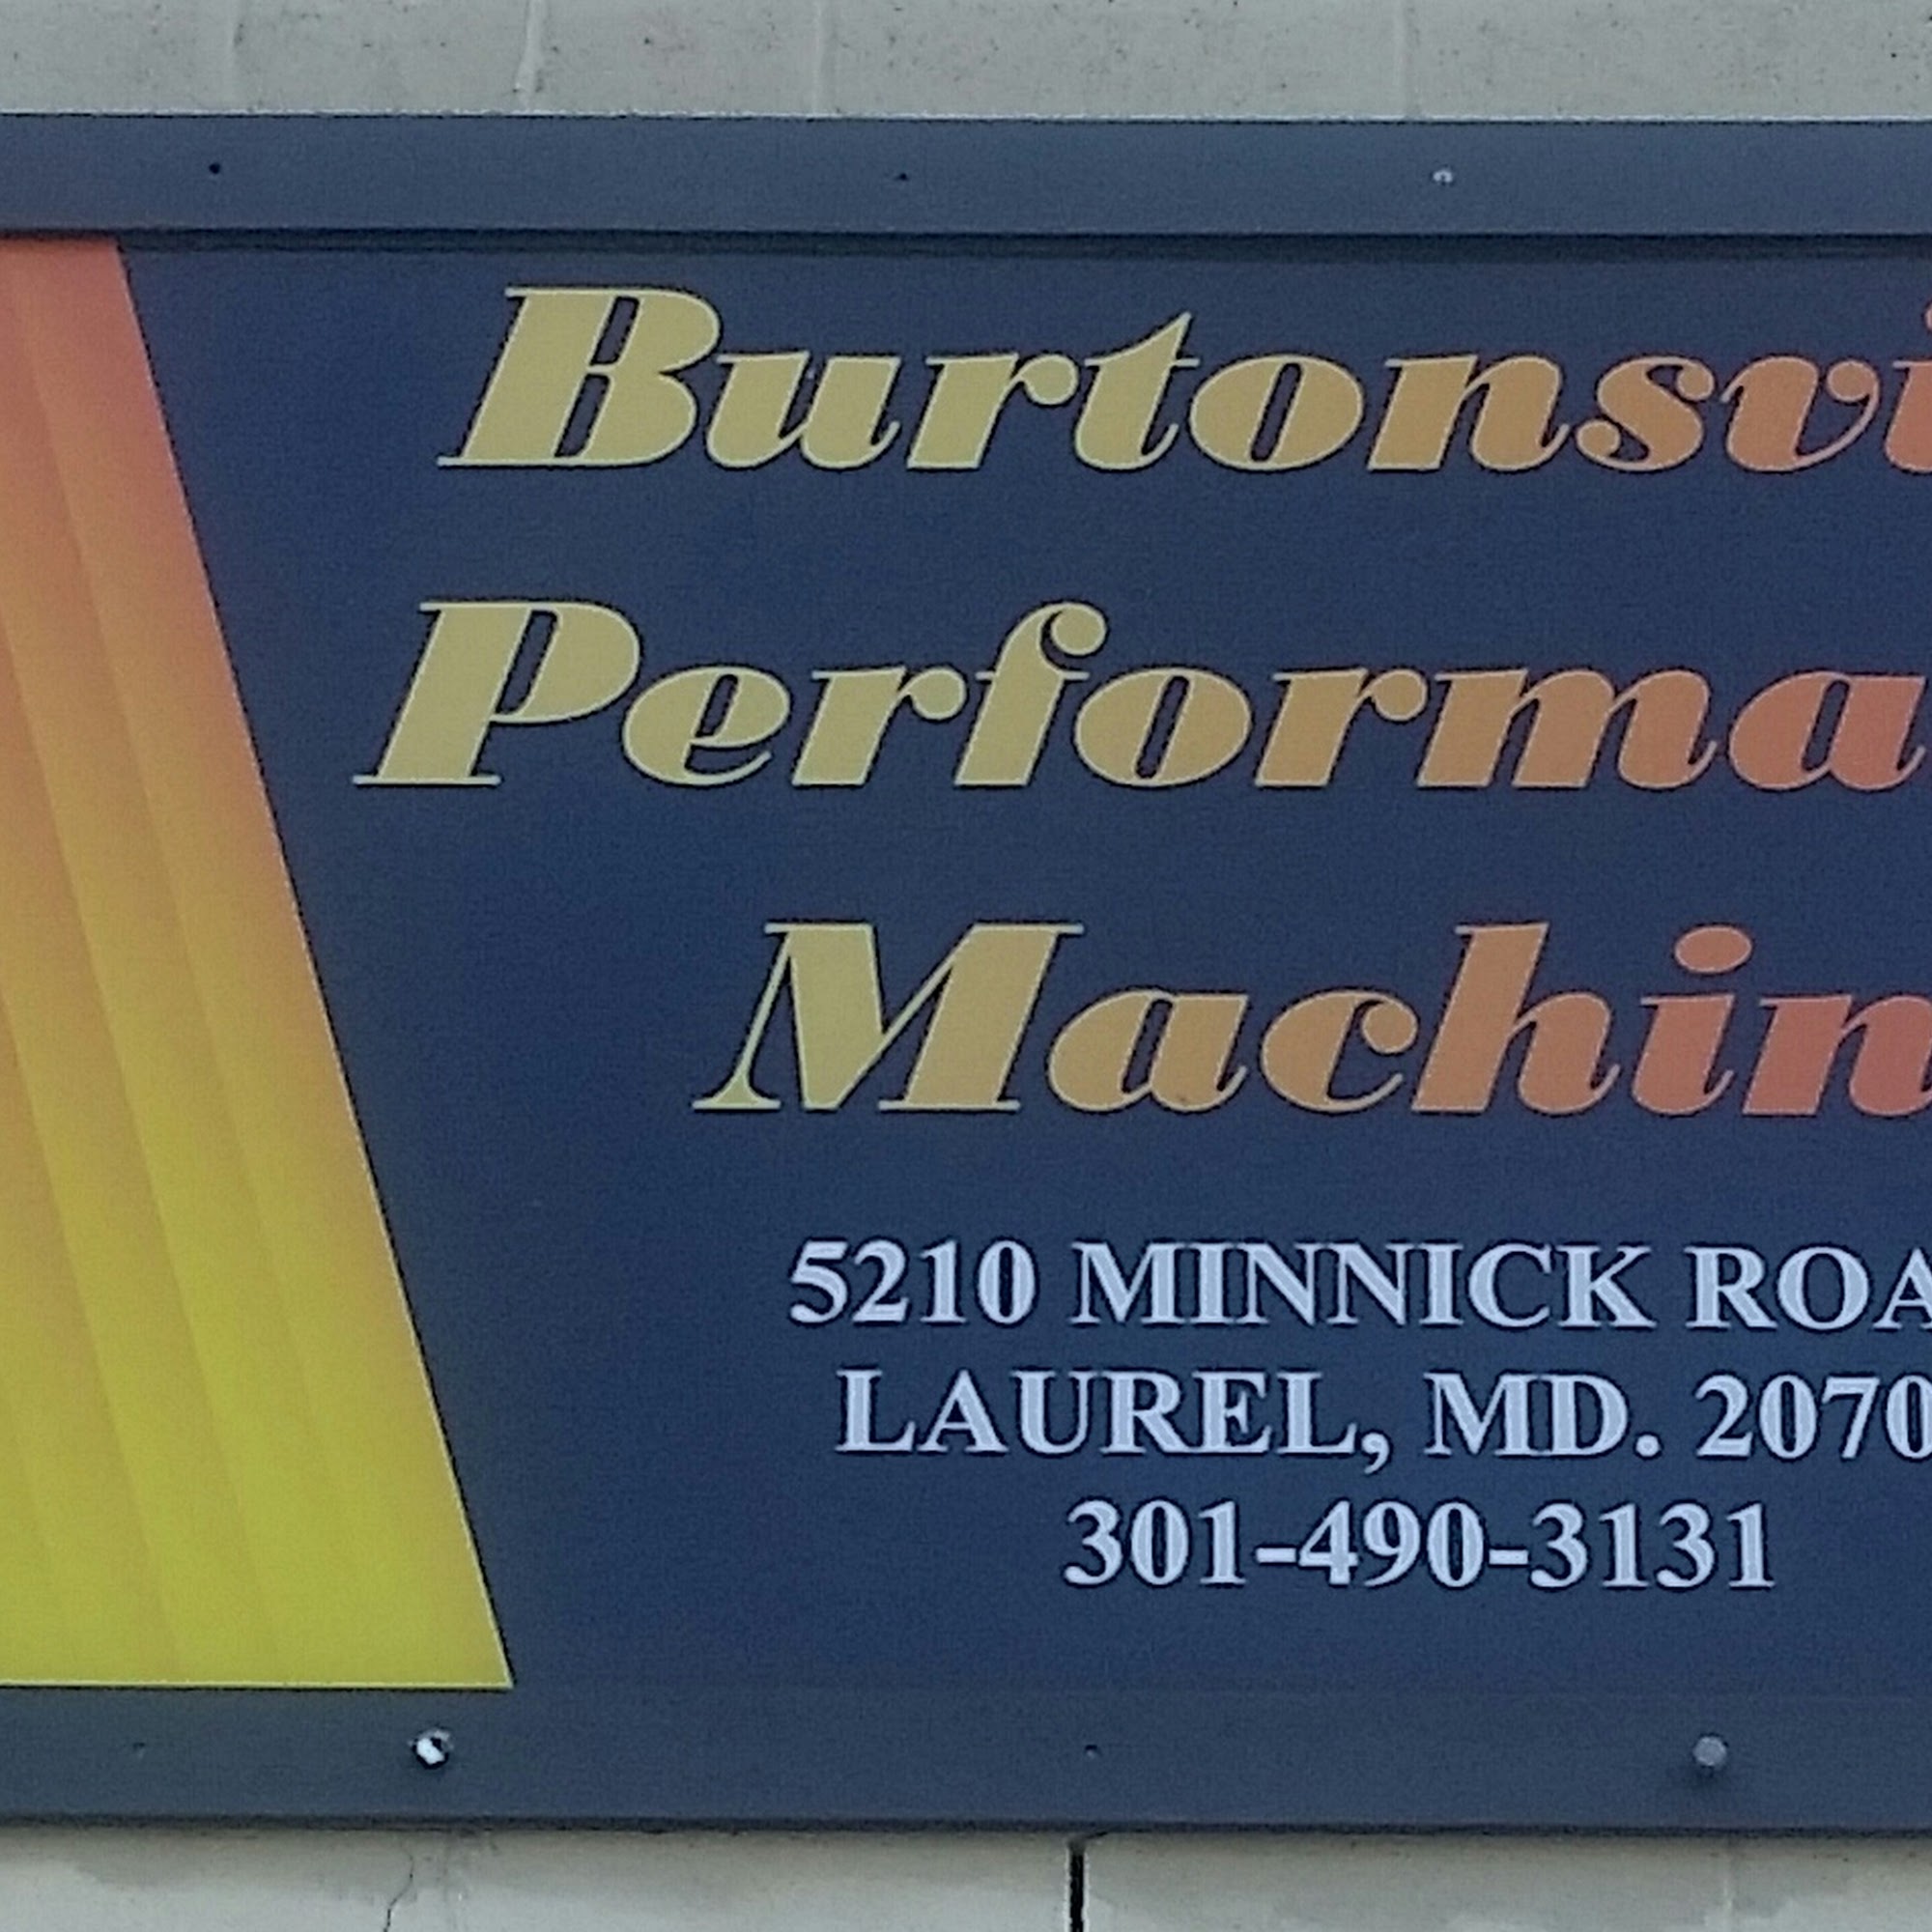 Burtonsvi
Performa
Machin
5210 MINNICK ROA
LAUREL, MD. 2070
301-490-3131